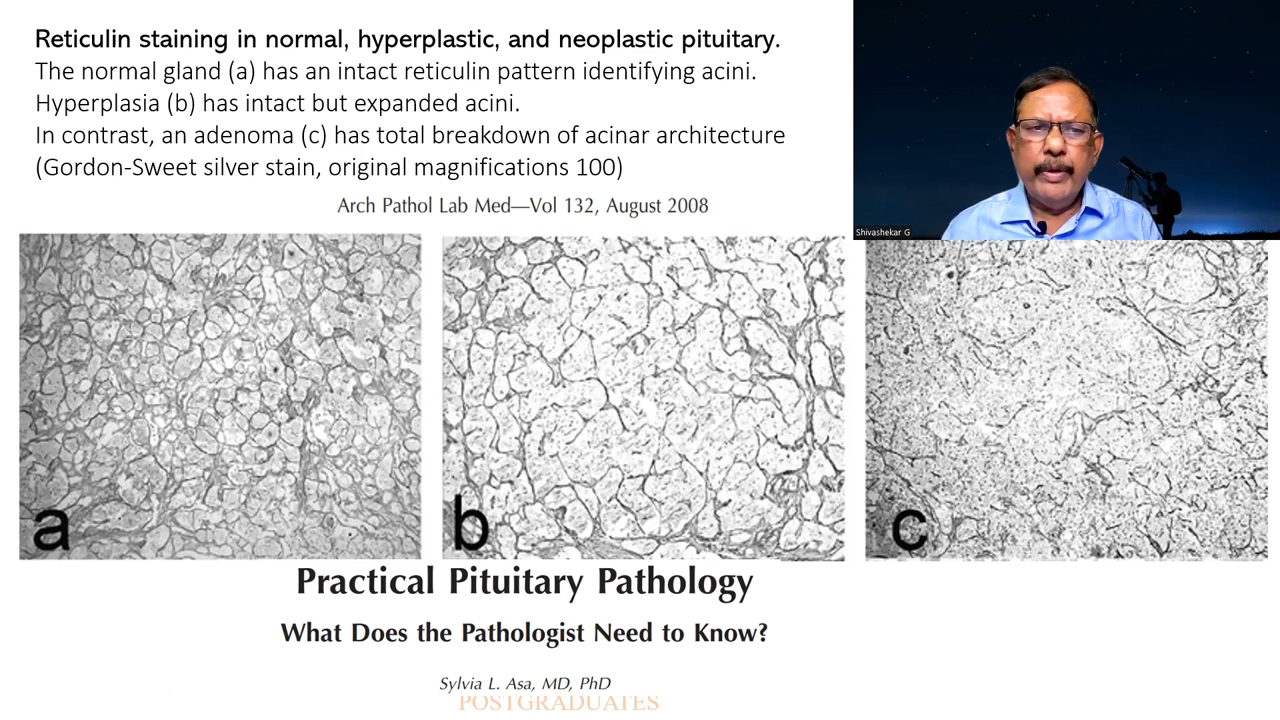 Reticulin staining in normal, hyperplastic, and neoplastic pituitary.
The normal gland (a) has an intact reticulin pattern identifying acini.
Hyperplasia (b) has intact but expanded acini.
In contrast, an adenoma (c) has total breakdown of acinar architecture
(Gordon-Sweet silver stain, original magnifications 100)
Arch Pathol Lab Med—Vol 132, August 2008
Shivashekar G
a
b
c
Practical Pituitary Pathology
What Does the Pathologist Need to Know?
Sylvia L. Asa, MD, PhD
POSTGRADUATES